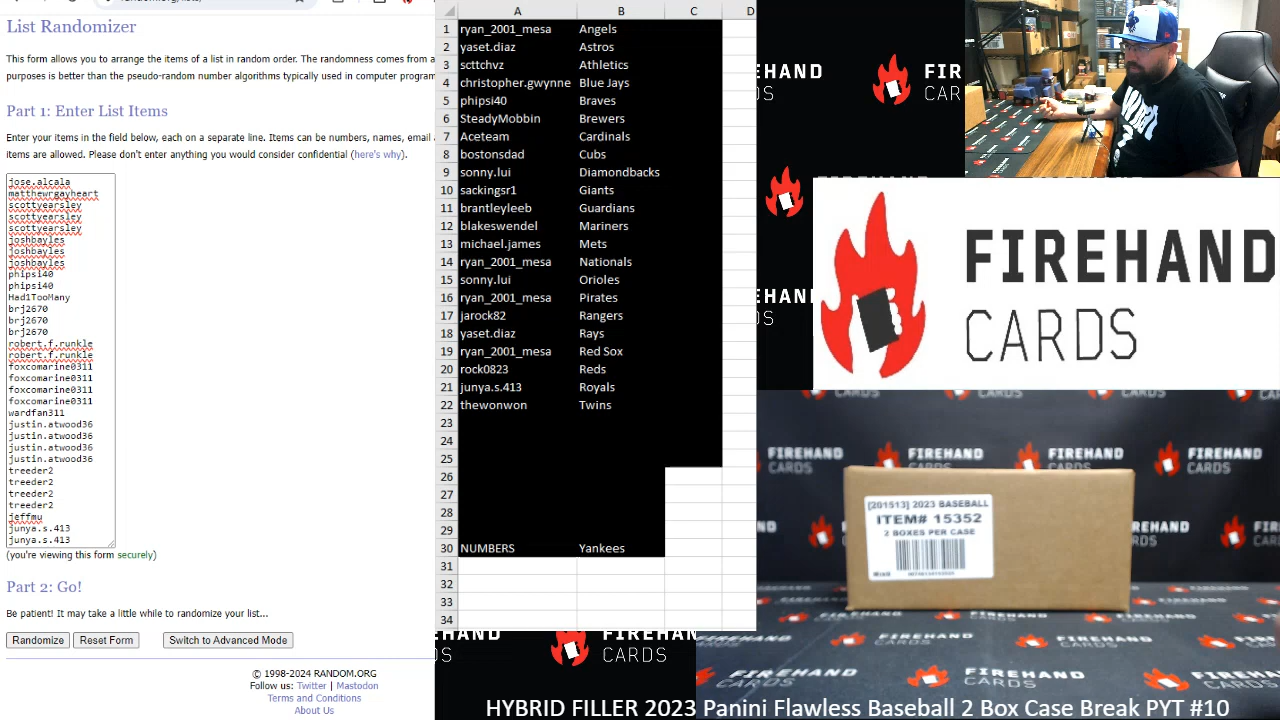 List Randomizer
This form allows you to arrange the items of a list in random order. The randomness comes from a
purposes is better than the pseudo-random number algorithms typically used in computer program
Part 1: Enter List Items
Enter your items in the field below, each on a separate line. Items can be numbers, names, email
items are allowed. Please don't enter anything you would consider confidential (here's why).
jose.alcala
matthewrgayheart
scottyearsley
scottyearsley
scottyearsley
joshbayles
joshbayles
joshbayles
phipsi40
phipsi40
Had1TooMany
brj2670
brj2670
brj2670
robert.f.runkle
robert.f.runkle
foxcomarine0311
foxcomarine0311
foxcomarine0311
foxcomarine0311
wardfan311
justin.atwood36
justin.atwood36
justin.atwood36
justin.atwood36
treeder2
treeder2
treeder2
jeffmu
junya.s.413
junya.s.413
(you're viewing this form securely)
Part 2: Go!
Be patient! It may take a little while to randomize your list...
Randomize Reset Form Switch to Advanced Mode
© 1998-2024 RANDOM.ORG
Follow us: Twitter | Mastodon
Terms and Conditions
About Us
A B C D
1 ryan_2001_mesa Angels
2 yaset.diaz Astros
3 scttchvz Athletics
4 christopher.gwynne Blue Jays
5 phipsi40 Braves
6 SteadyMobbin Brewers
7 Aceteam Cardinals
8 bostonsdad Cubs
9 sonny.lui Diamondbacks
10 sackingsr1 Giants
11 brantleyleeb Guardians
12 blakeswendel Mariners
13 michael.james Mets
14 ryan_2001_mesa Nationals
15 sonny.lui Orioles
16 ryan_2001_mesa Pirates
17 jarock82 Rangers
18 yaset.diaz Rays
19 ryan_2001_mesa Red Sox
20 rock0823 Reds
21 junya.s.413 Royals
22 thewonwon Twins
23
24
25
26
27
28
29
30 NUMBERS Yankees
31
32
33
34
FIREHAND
CARDS
[201513] 2023 BASEBALL
ITEM# 15352
2 BOXES PER CASE
FIREHAND
CARDS
FIREHAND
CARDS
FIREHAND
CARDS
HYBRID FILLER 2023 Panini Flawless Baseball 2 Box Case Break PYT #10